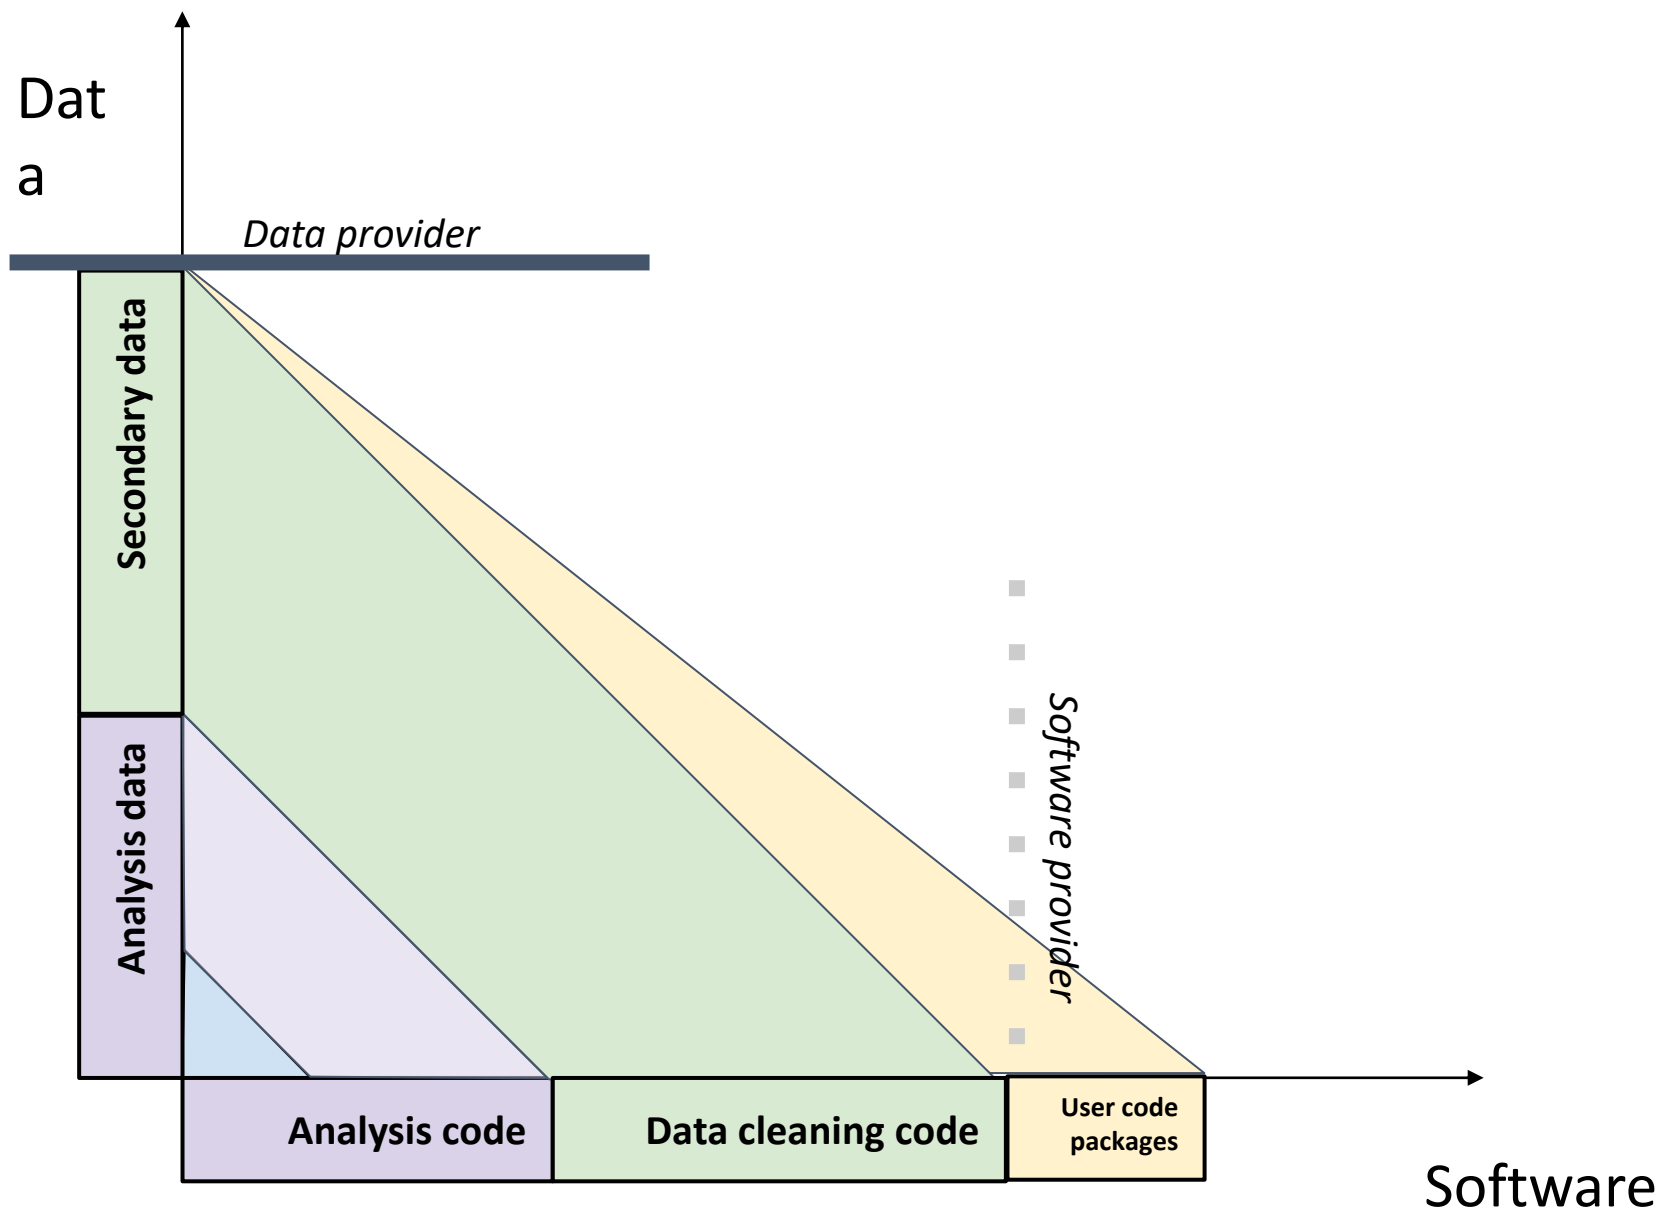 Dat
a
Data provider
Secondary data
Analysis data
Software provider
Analysis code
Data cleaning code
User code
packages
Software